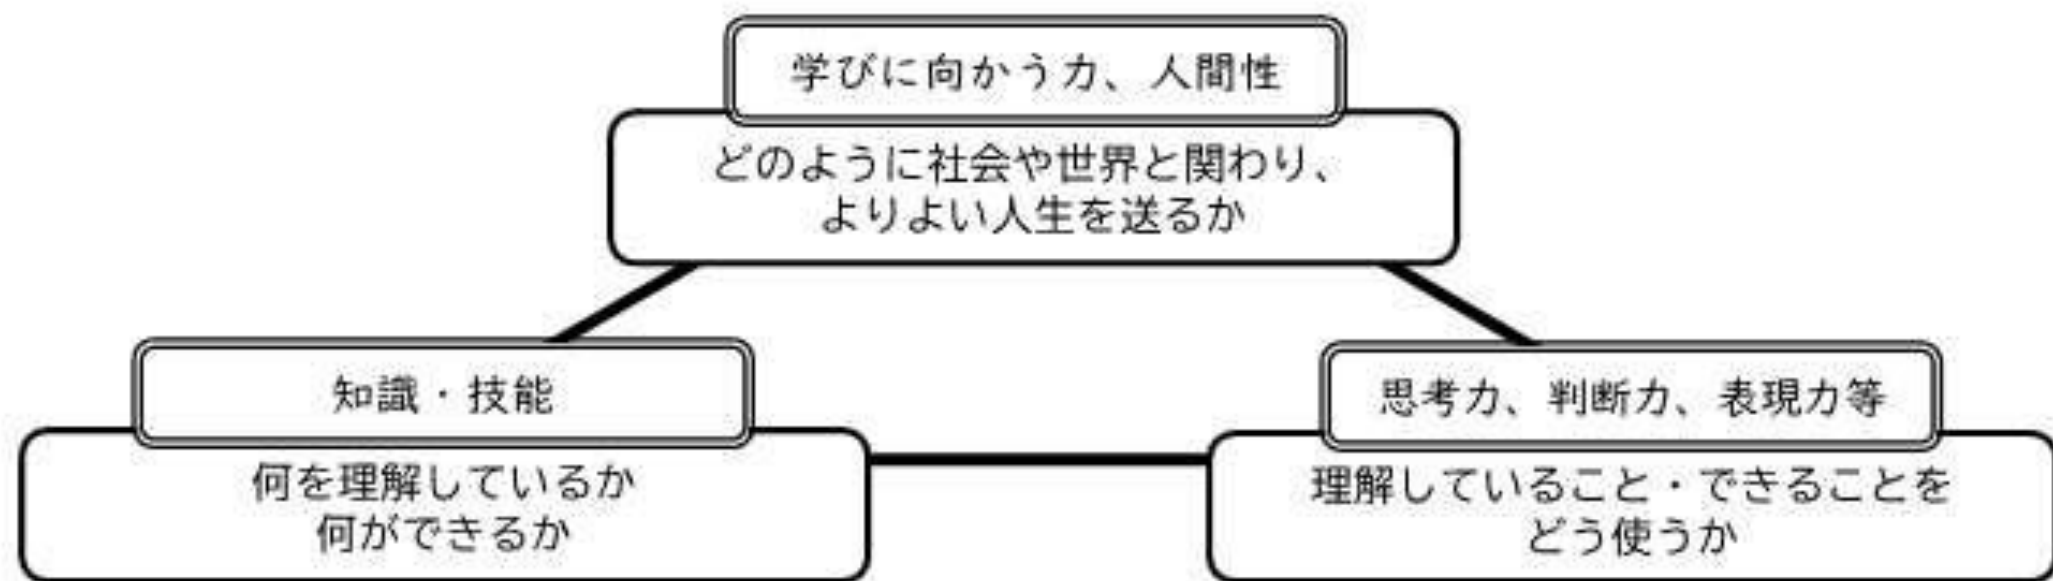 学びに向かう力、人間性
どのように社会や世界と関わり、
よりよい人生を送るか
知識・技能
何を理解しているか
何ができるか
思考力、判断力、表現力等
理解していること・できることを
どう使うか